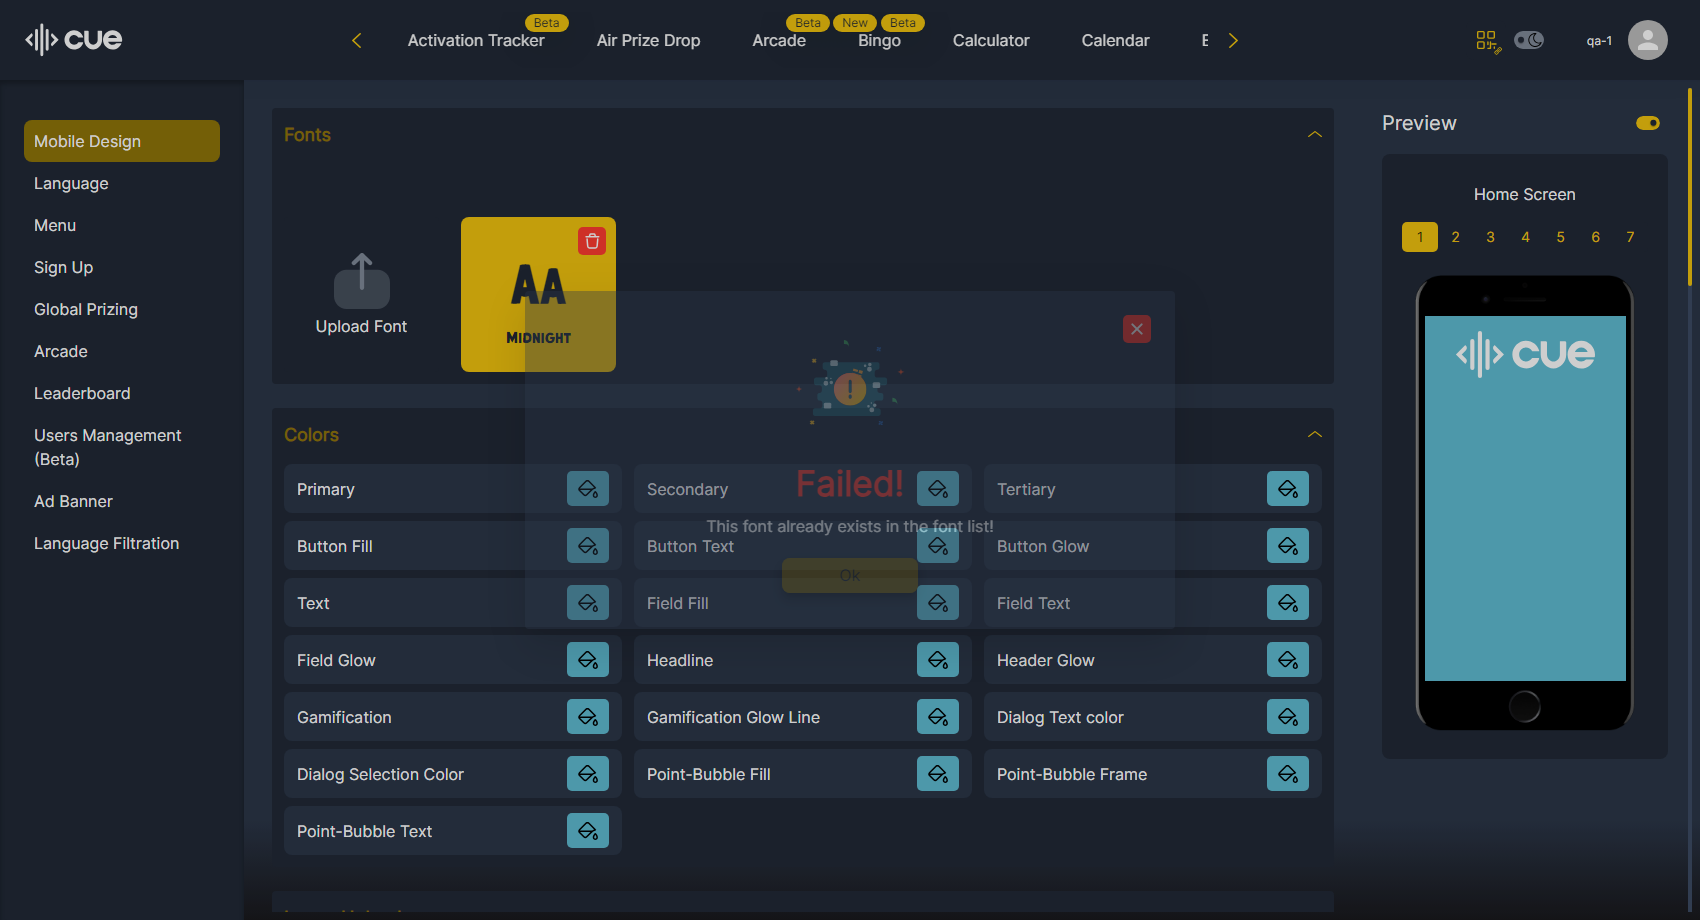 cue
Beta
Beta
New
Beta
Activation Tracker
Air Prize Drop
Arcade
Bingo
Calculator
Calendar
qa-1
Mobile Design
Language
Menu
Sign Up
Global Prizing
Arcade
Leaderboard
Users Management
(Beta)
Ad Banner
Language Filtration
Fonts
Upload Font
AA
MIDNIGHT
Failed!
This font already exists in the font list!
Ok
Colors
Primary
Secondary
Tertiary
Button Fill
Button Text
Button Glow
Text
Field Fill
Field Text
Field Glow
Headline
Header Glow
Gamification
Gamification Glow Line
Dialog Text color
Dialog Selection Color
Point-Bubble Fill
Point-Bubble Frame
Point-Bubble Text
Preview
Home Screen
1 2 3 4 5 6 7
cue